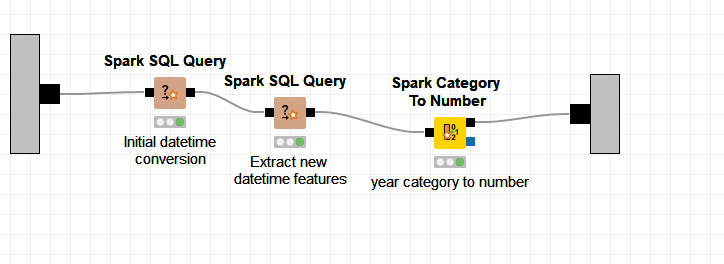 Spark SQL Query
Initial datetime
conversion
Spark SQL Query
Extract new
datetime features
Spark Category
To Number
year category to number